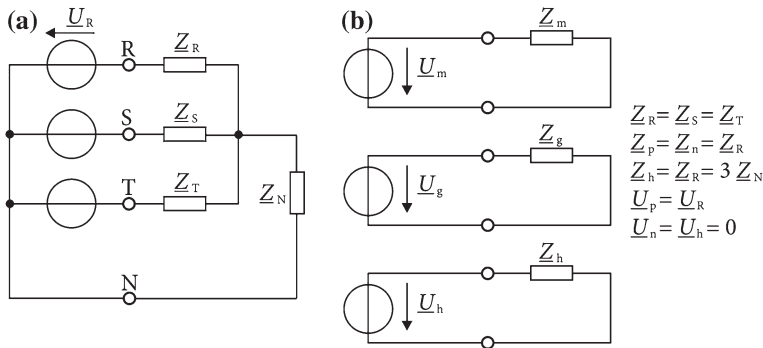 (a)
U_R
R
Z_R
S
Z_S
T
Z_T
Z_N
N
(b)
Z_m
U_m
Z_g
U_g
Z_h
U_h
Z_R = Z_S = Z_T
Z_p = Z_n = Z_R
Z_h = Z_R = 3 Z_N
U_p = U_R
U_n = U_h = 0